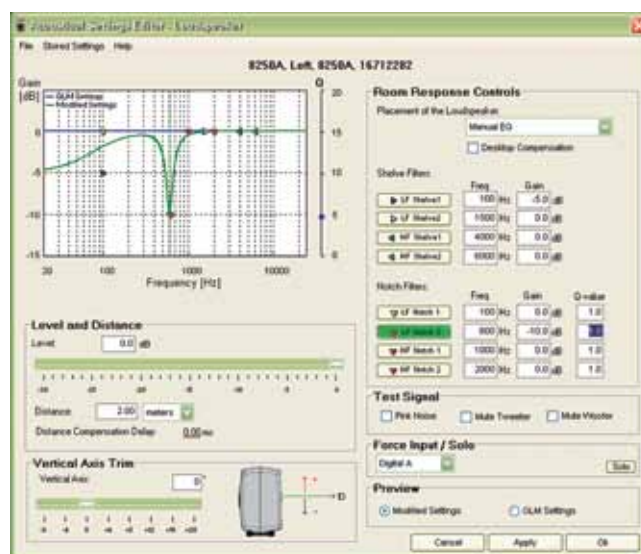 Acoustical Settings Editor - Loudspeaker
File Stored Settings Help
8250A, Left, 8250A, 16712282
Gain
[dB]
GLM Settings
Modified Settings
Q
20
0
15
-5
10
-10
5
-15
0
20
100
1000
10000
Frequency [Hz]
Level and Distance
Level: 0.0 dB
Distance: 2.00 meters
Distance Compensation Delay: 0.00 ms
Vertical Axis Trim
Vertical Axis: 0°
Room Response Controls
Placement of the Loudspeaker:
Manual EQ
Desktop Compensation
Shelve Filters:
Freq Gain
LF Shelve1 100 Hz -5.0 dB
LF Shelve2 1500 Hz 0.0 dB
HF Shelve1 4000 Hz 0.0 dB
HF Shelve2 6000 Hz 0.0 dB
Notch Filters:
Freq Gain Q-value
LF Notch 1 100 Hz 0.0 dB 1.0
LF Notch 2 Hz -10.0 dB
HF Notch 1 1000 Hz 0.0 dB 1.0
HF Notch 2 2000 Hz 0.0 dB 1.0
Test Signal
Pink Noise Mute Tweeter Mute Woofer
Force Input / Solo
Digital A Solo
Preview
Modified Settings GLM Settings
Cancel Apply Ok